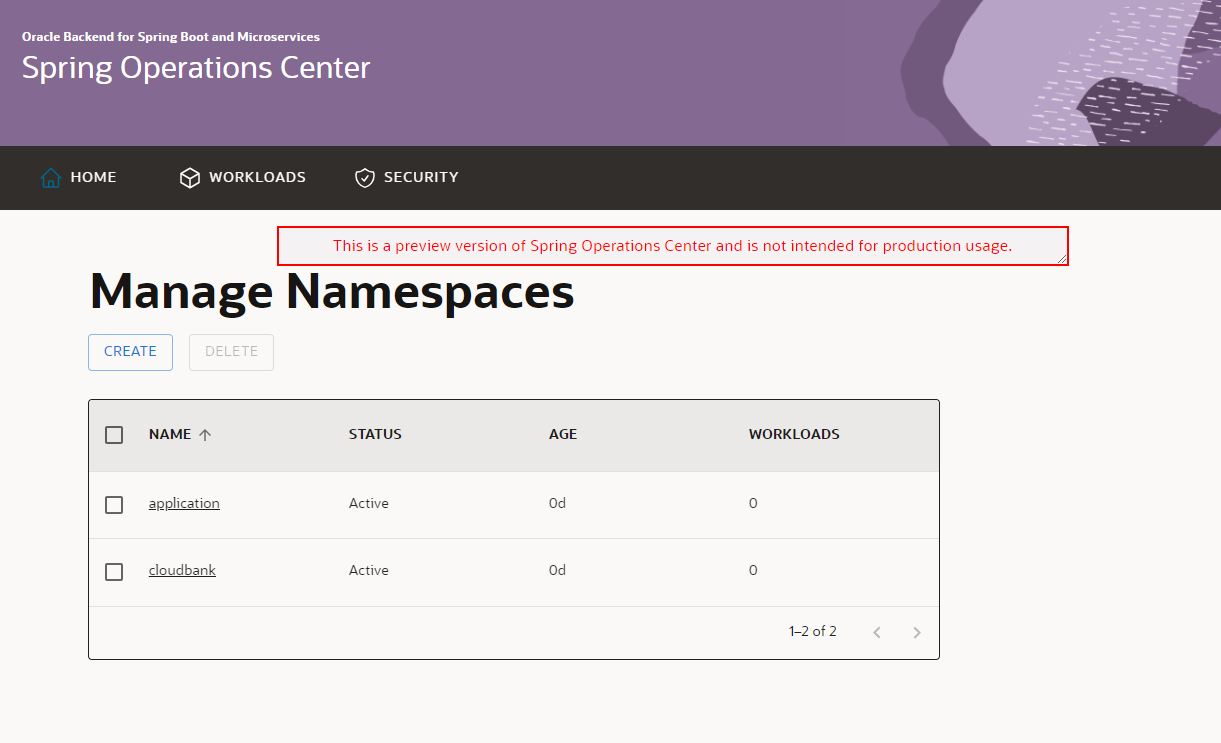 Oracle Backend for Spring Boot and Microservices
Spring Operations Center
HOME WORKLOADS SECURITY
This is a preview version of Spring Operations Center and is not intended for production usage.
Manage Namespaces
CREATE DELETE
NAME STATUS AGE WORKLOADS
application Active 0d 0
cloudbank Active 0d 0
1–2 of 2